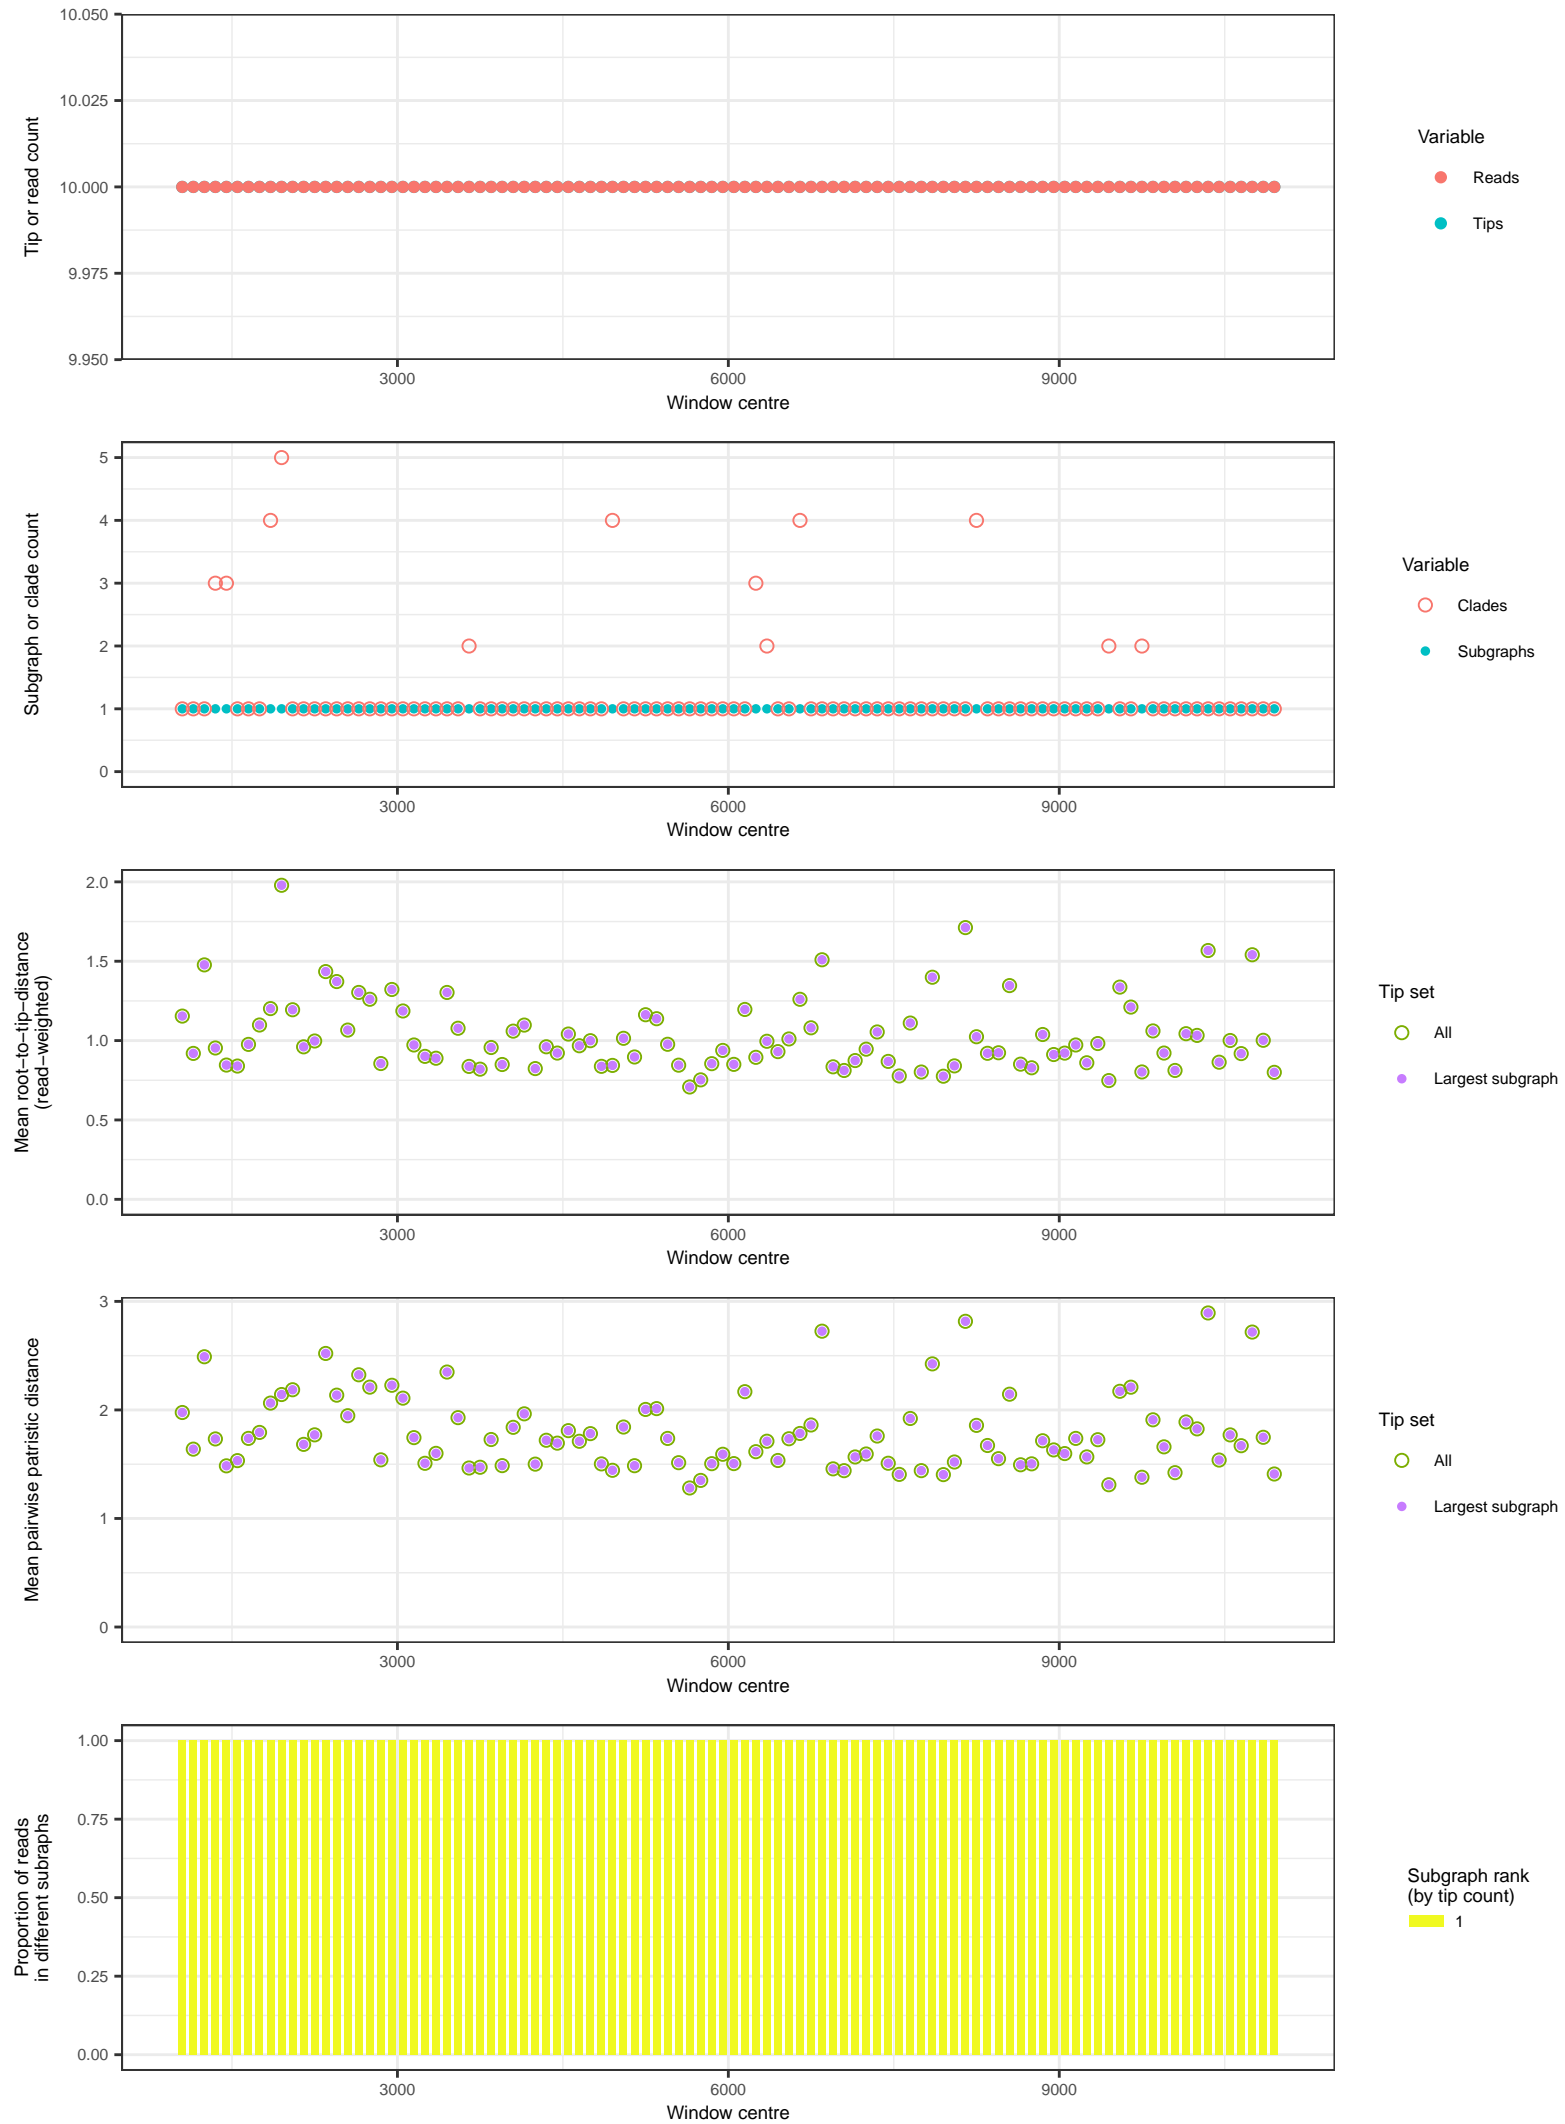 10.050
10.025
10.000
9.975
9.950
Tip or read count
3000
6000
9000
Window centre
Variable
Reads
Tips
5
4
3
2
1
0
Subgraph or clade count
3000
6000
9000
Window centre
Variable
Clades
Subgraphs
2.0
1.5
1.0
0.5
0.0
Mean root−to−tip−distance
(read−weighted)
3000
6000
9000
Window centre
Tip set
All
Largest subgraph
3
2
1
0
Mean pairwise patristic distance
3000
6000
9000
Window centre
Tip set
All
Largest subgraph
1.00
0.75
0.50
0.25
0.00
Proportion of reads
in different subraphs
3000
6000
9000
Window centre
Subgraph rank
(by tip count)
1